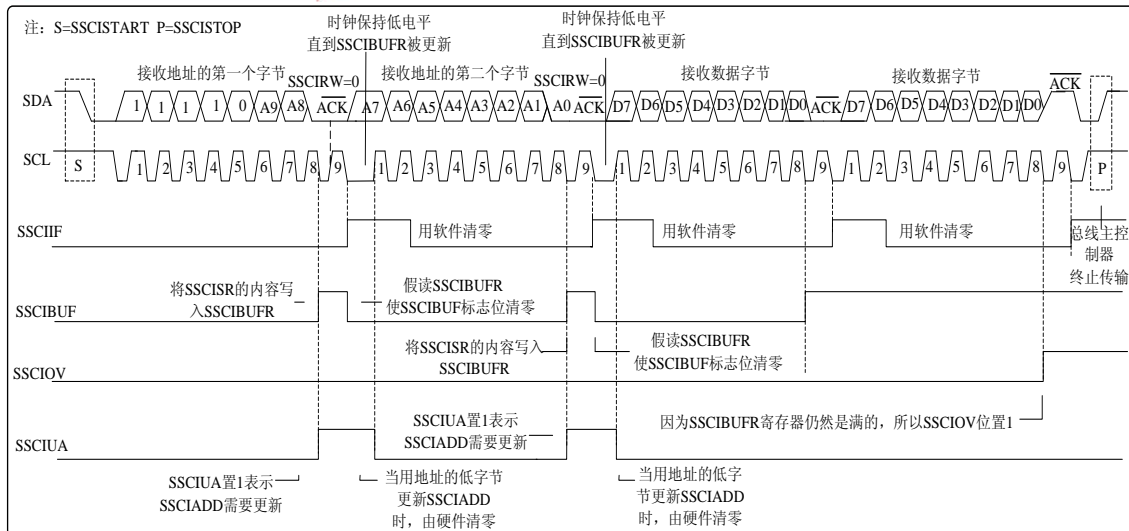 注：S=SSCISTART P=SSCISTOP
时钟保持低电平
直到SSCIBUFR被更新
时钟保持低电平
直到SSCIBUFR被更新
接收地址的第一个字节
SSCIRW=0
接收地址的第二个字节
SSCIRW=0
接收数据字节
接收数据字节
ACK
SDA
1 1 1 1 0 A9 A8 ACK A7 A6 A5 A4 A3 A2 A1 A0 ACK D7 D6 D5 D4 D3 D2 D1 D0 ACK D7 D6 D5 D4 D3 D2 D1 D0
SCL
S 1 2 3 4 5 6 7 8 9 1 2 3 4 5 6 7 8 9 1 2 3 4 5 6 7 8 9 1 2 3 4 5 6 7 8 9 P
SSCIIF
用软件清零
用软件清零
用软件清零
总线主控
制器
终止传输
将SSCISR的内容写
入SSCIBUFR
假读SSCIBUFR
使SSCIBUF标志位清零
SSCIBUF
将SSCISR的内容写入
SSCIBUFR
假读SSCIBUFR
使SSCIBUF标志位清零
SSCIOV
因为SSCIBUFR寄存器仍然是满的，所以SSCIOV位置1
SSCIUA置1表示
SSCIADD需要更新
SSCIUA
SSCIUA置1表示
SSCIADD需要更新
当用地址的低字节
更新SSCIADD
时，由硬件清零
当用地址的低字
节更新SSCIADD
时，由硬件清零